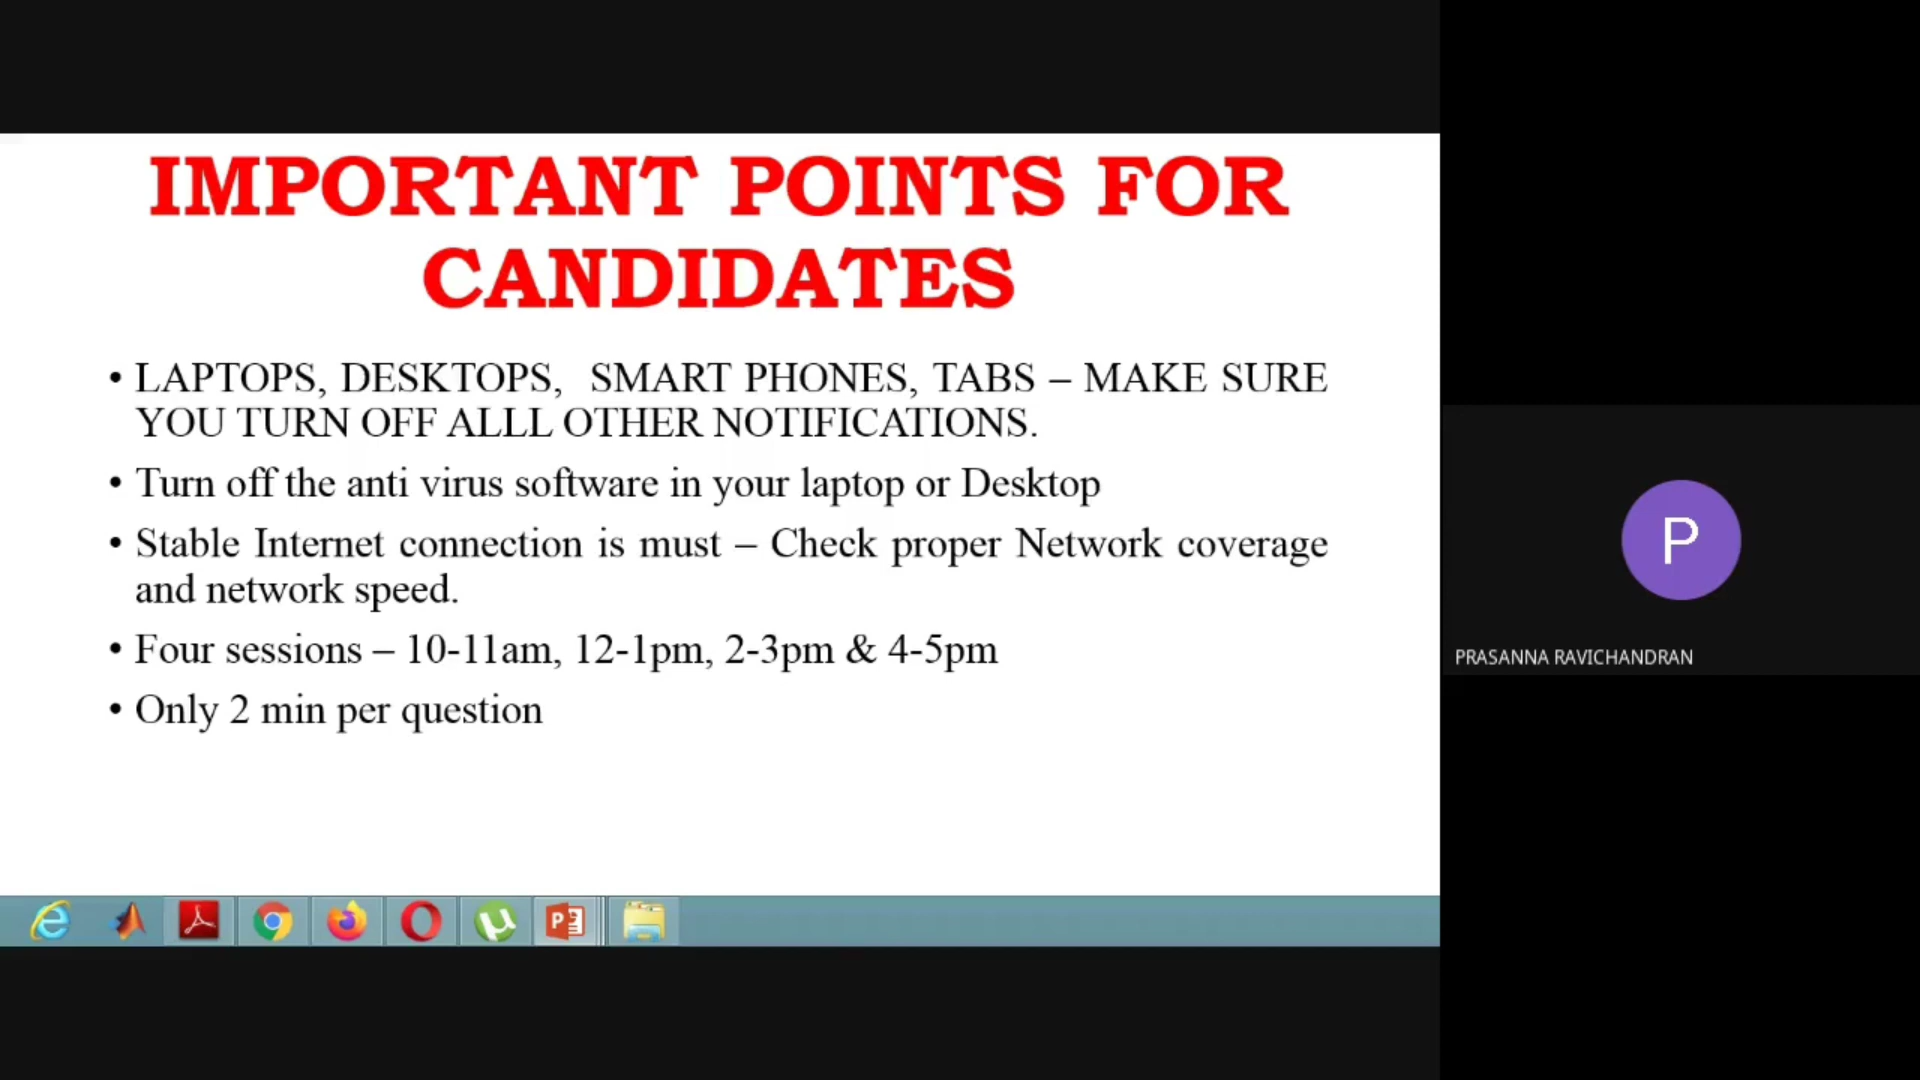 IMPORTANT POINTS FOR
CANDIDATES
• LAPTOPS, DESKTOPS,  SMART PHONES, TABS – MAKE SURE
YOU TURN OFF ALLL OTHER NOTIFICATIONS.
• Turn off the anti virus software in your laptop or Desktop
• Stable Internet connection is must – Check proper Network coverage
and network speed.
• Four sessions – 10-11am, 12-1pm, 2-3pm & 4-5pm
• Only 2 min per question
P
PRASANNA RAVICHANDRAN